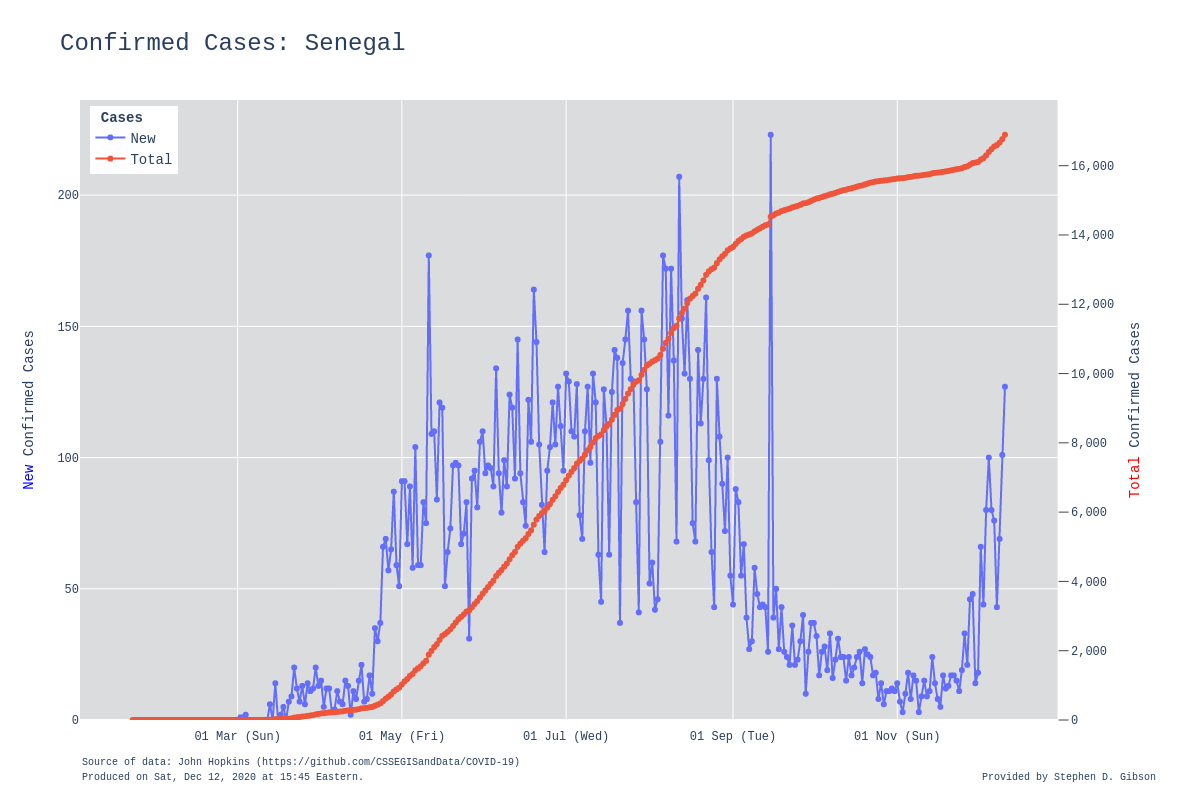 Confirmed Cases: Senegal
Cases
New
Total
200
150
100
50
0
16,000
14,000
12,000
10,000
8,000
6,000
4,000
2,000
0
New Confirmed Cases
Total Confirmed Cases
01 Mar (Sun) 01 May (Fri) 01 Jul (Wed) 01 Sep (Tue) 01 Nov (Sun)
Source of data: John Hopkins (https://github.com/CSSEGISandData/COVID-19)
Produced on Sat, Dec 12, 2020 at 15:45 Eastern.
Provided by Stephen D. Gibson